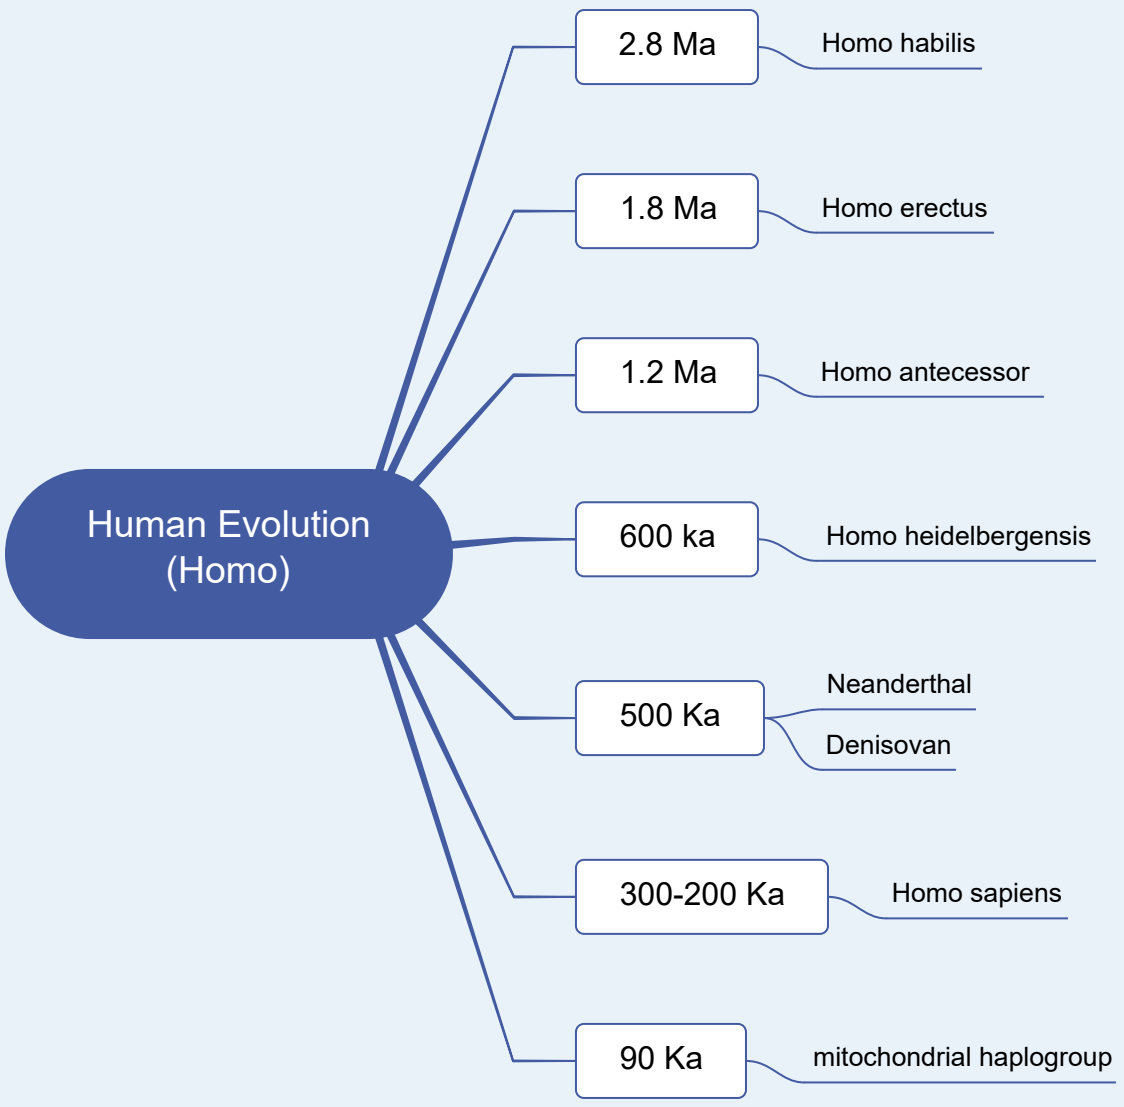 Human Evolution
(Homo)
2.8 Ma
Homo habilis
1.8 Ma
Homo erectus
1.2 Ma
Homo antecessor
600 ka
Homo heidelbergensis
500 Ka
Neanderthal
Denisovan
300-200 Ka
Homo sapiens
90 Ka
mitochondrial haplogroup